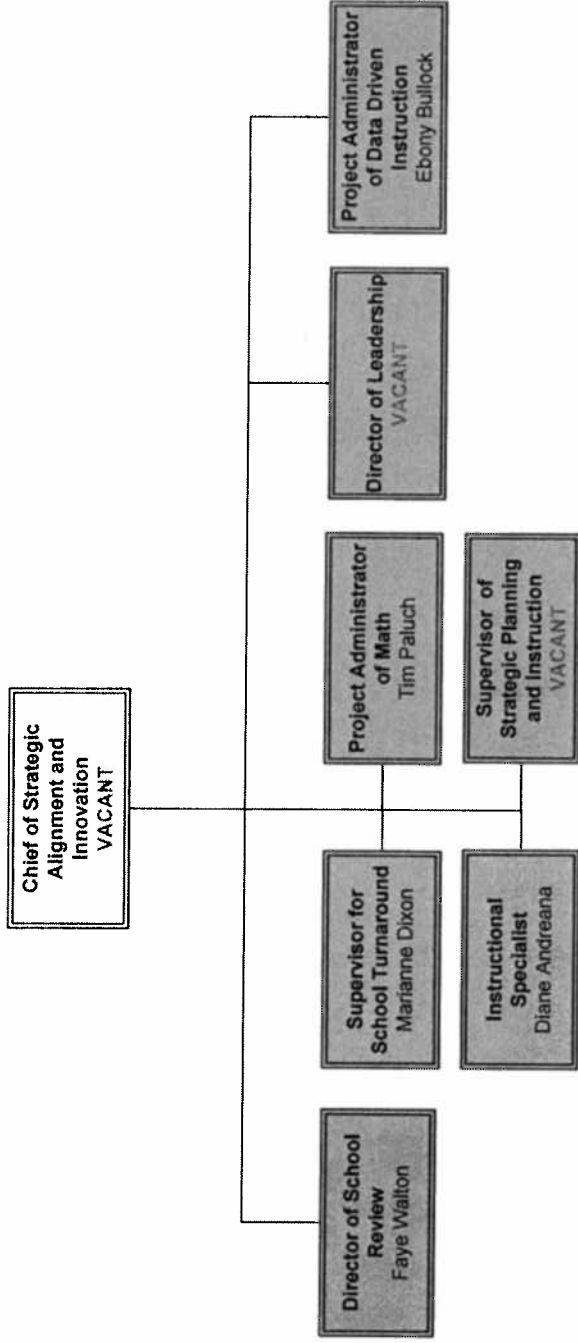 Chief of Strategic
Alignment and
Innovation
VACANT
Director of School
Review
Faye Walton
Supervisor for
School Turnaround
Marianne Dixon
Project Administrator
of Math
Tim Paluch
Director of Leadership
VACANT
Project Administrator
of Data Driven
Instruction
Ebony Bullock
Instructional
Specialist
Diane Andreana
Supervisor of
Strategic Planning
and Instruction
VACANT